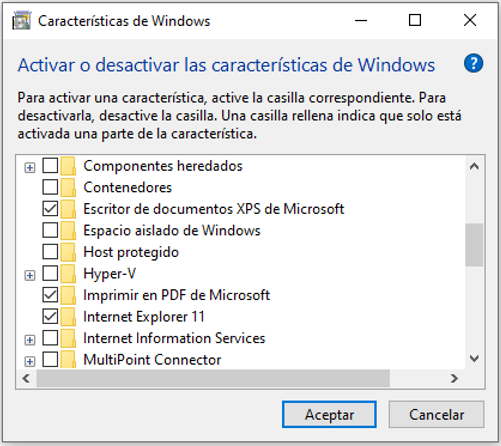 Características de Windows
Activar o desactivar las características de Windows
?
Para activar una característica, active la casilla correspondiente. Para
desactivarla, desactive la casilla. Una casilla rellena indica que solo está
activada una parte de la característica.
Componentes heredados
Contenedores
Escritor de documentos XPS de Microsoft
Espacio aislado de Windows
Host protegido
Hyper-V
Imprimir en PDF de Microsoft
Internet Explorer 11
Internet Information Services
MultiPoint Connector
Aceptar
Cancelar